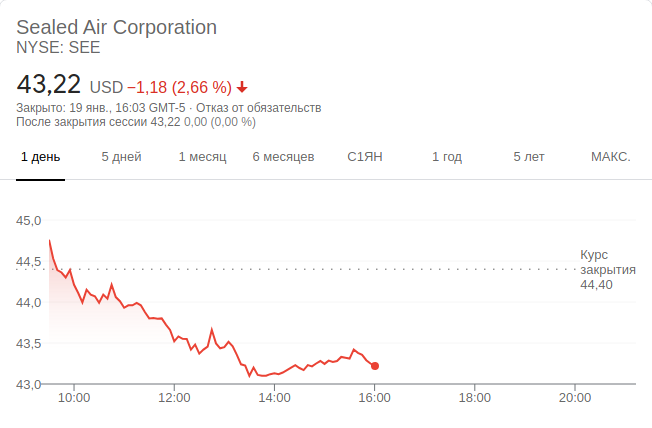 Sealed Air Corporation
NYSE: SEE
43,22 USD −1,18 (2,66 %)
Закрыто: 19 янв., 16:03 GMT-5 · Отказ от обязательств
После закрытия сессии 43,22 0,00 (0,00 %)
1 день 5 дней 1 месяц 6 месяцев С1ЯН 1 год 5 лет МАКС.
45,0
44,5
44,0
43,5
43,0
Курс
закрытия
44,40
10:00 12:00 14:00 16:00 18:00 20:00